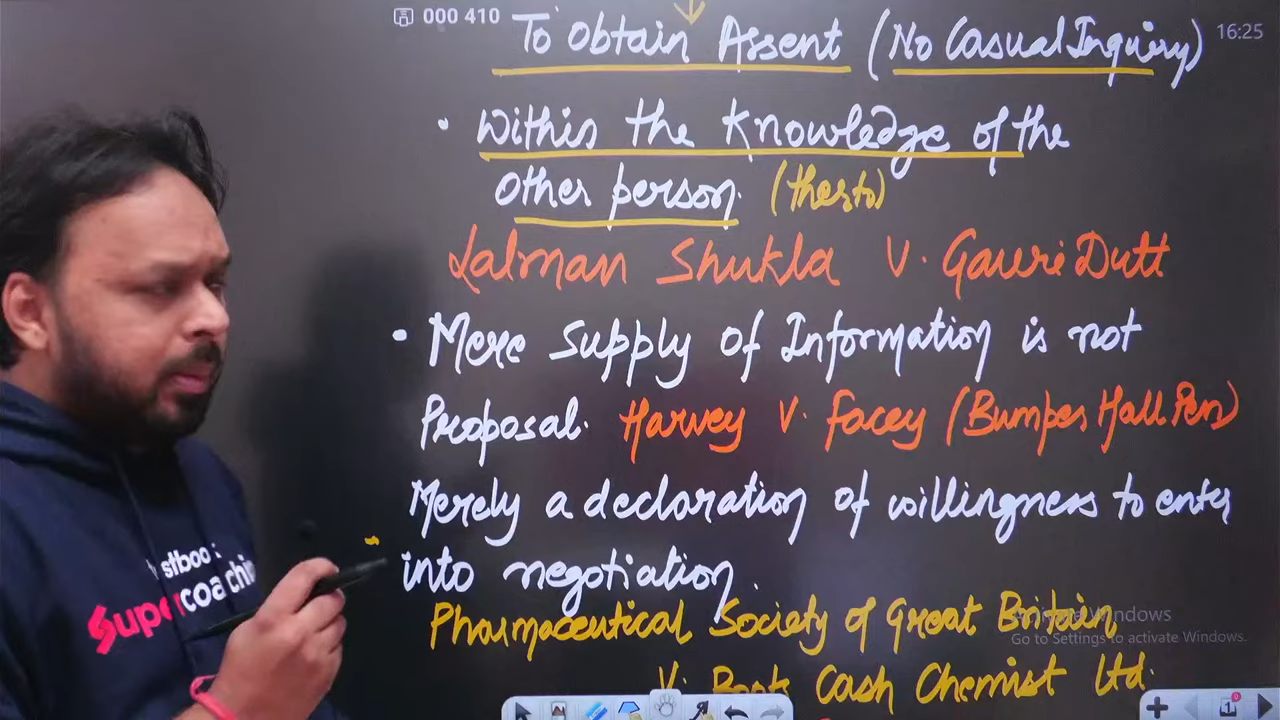 000 410
16:25
To Obtain Assent (No Casual Inquiry)
• Within the Knowledge of the
Other person. (thesto)
Lalman Shukla V. Gauri Dutt
• Mere Supply of Information is not
Proposal. Harvey V. Facey (Bumper Hall Pen)
Merely a declaration of willingness to enter
into negotiation.
Pharmaceutical Society of Great Britain
V. Boots Cash Chemist Ltd.
Windows
Go to Settings to activate Windows.
Supercoaching
1